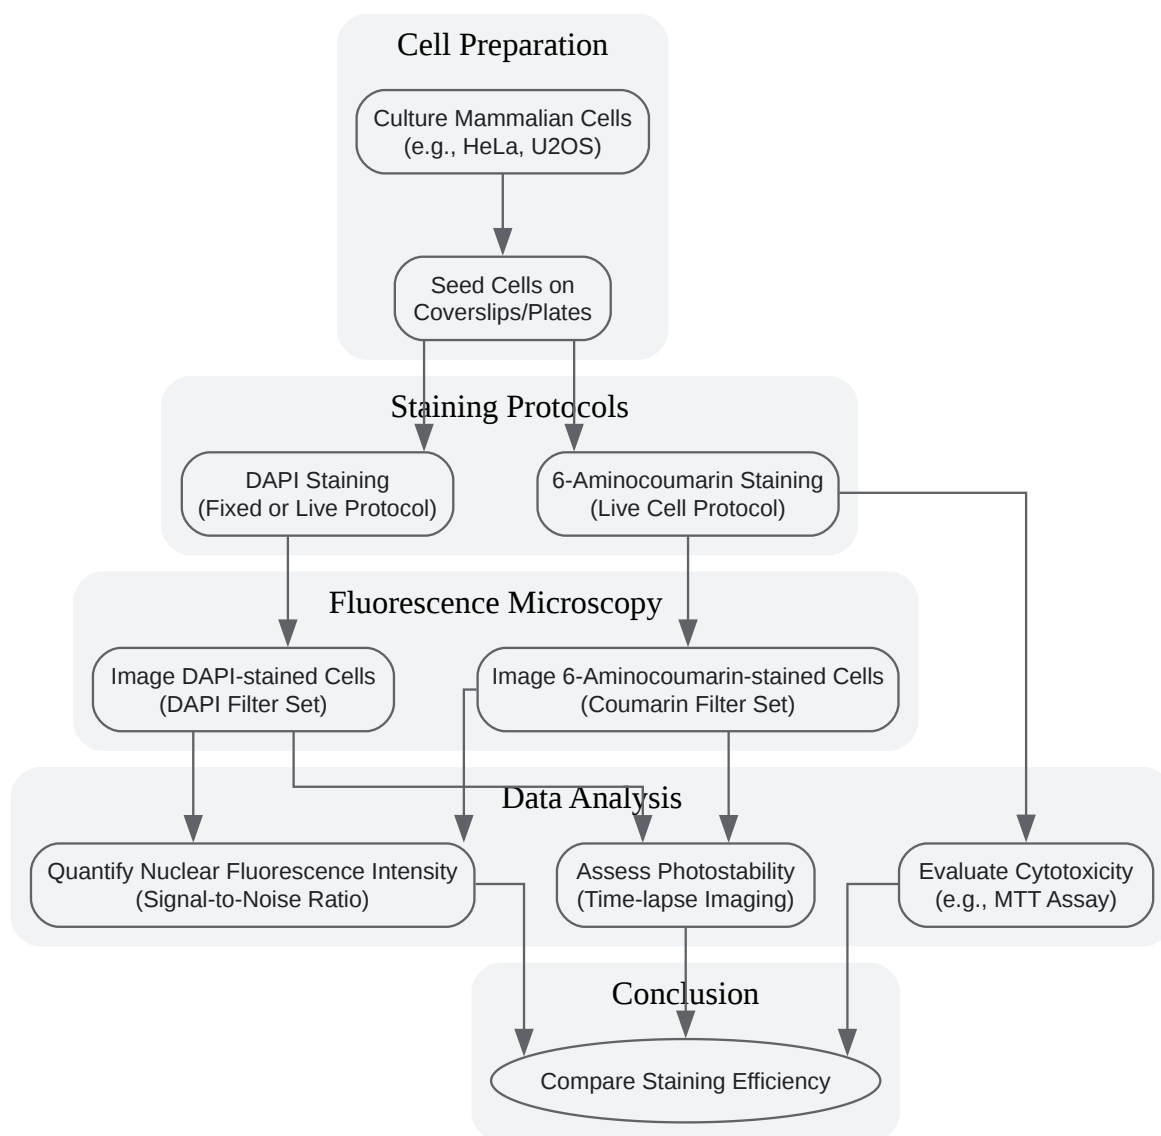 Cell Preparation
Culture Mammalian Cells
(e.g., HeLa, U2OS)
Seed Cells on
Coverslips/Plates
Staining Protocols
DAPI Staining
(Fixed or Live Protocol)
6-Aminocoumarin Staining
(Live Cell Protocol)
Fluorescence Microscopy
Image DAPI-stained Cells
(DAPI Filter Set)
Image 6-Aminocoumarin-stained Cells
(Coumarin Filter Set)
Data Analysis
Quantify Nuclear Fluorescence Intensity
(Signal-to-Noise Ratio)
Assess Photostability
(Time-lapse Imaging)
Evaluate Cytotoxicity
(e.g., MTT Assay)
Conclusion
Compare Staining Efficiency